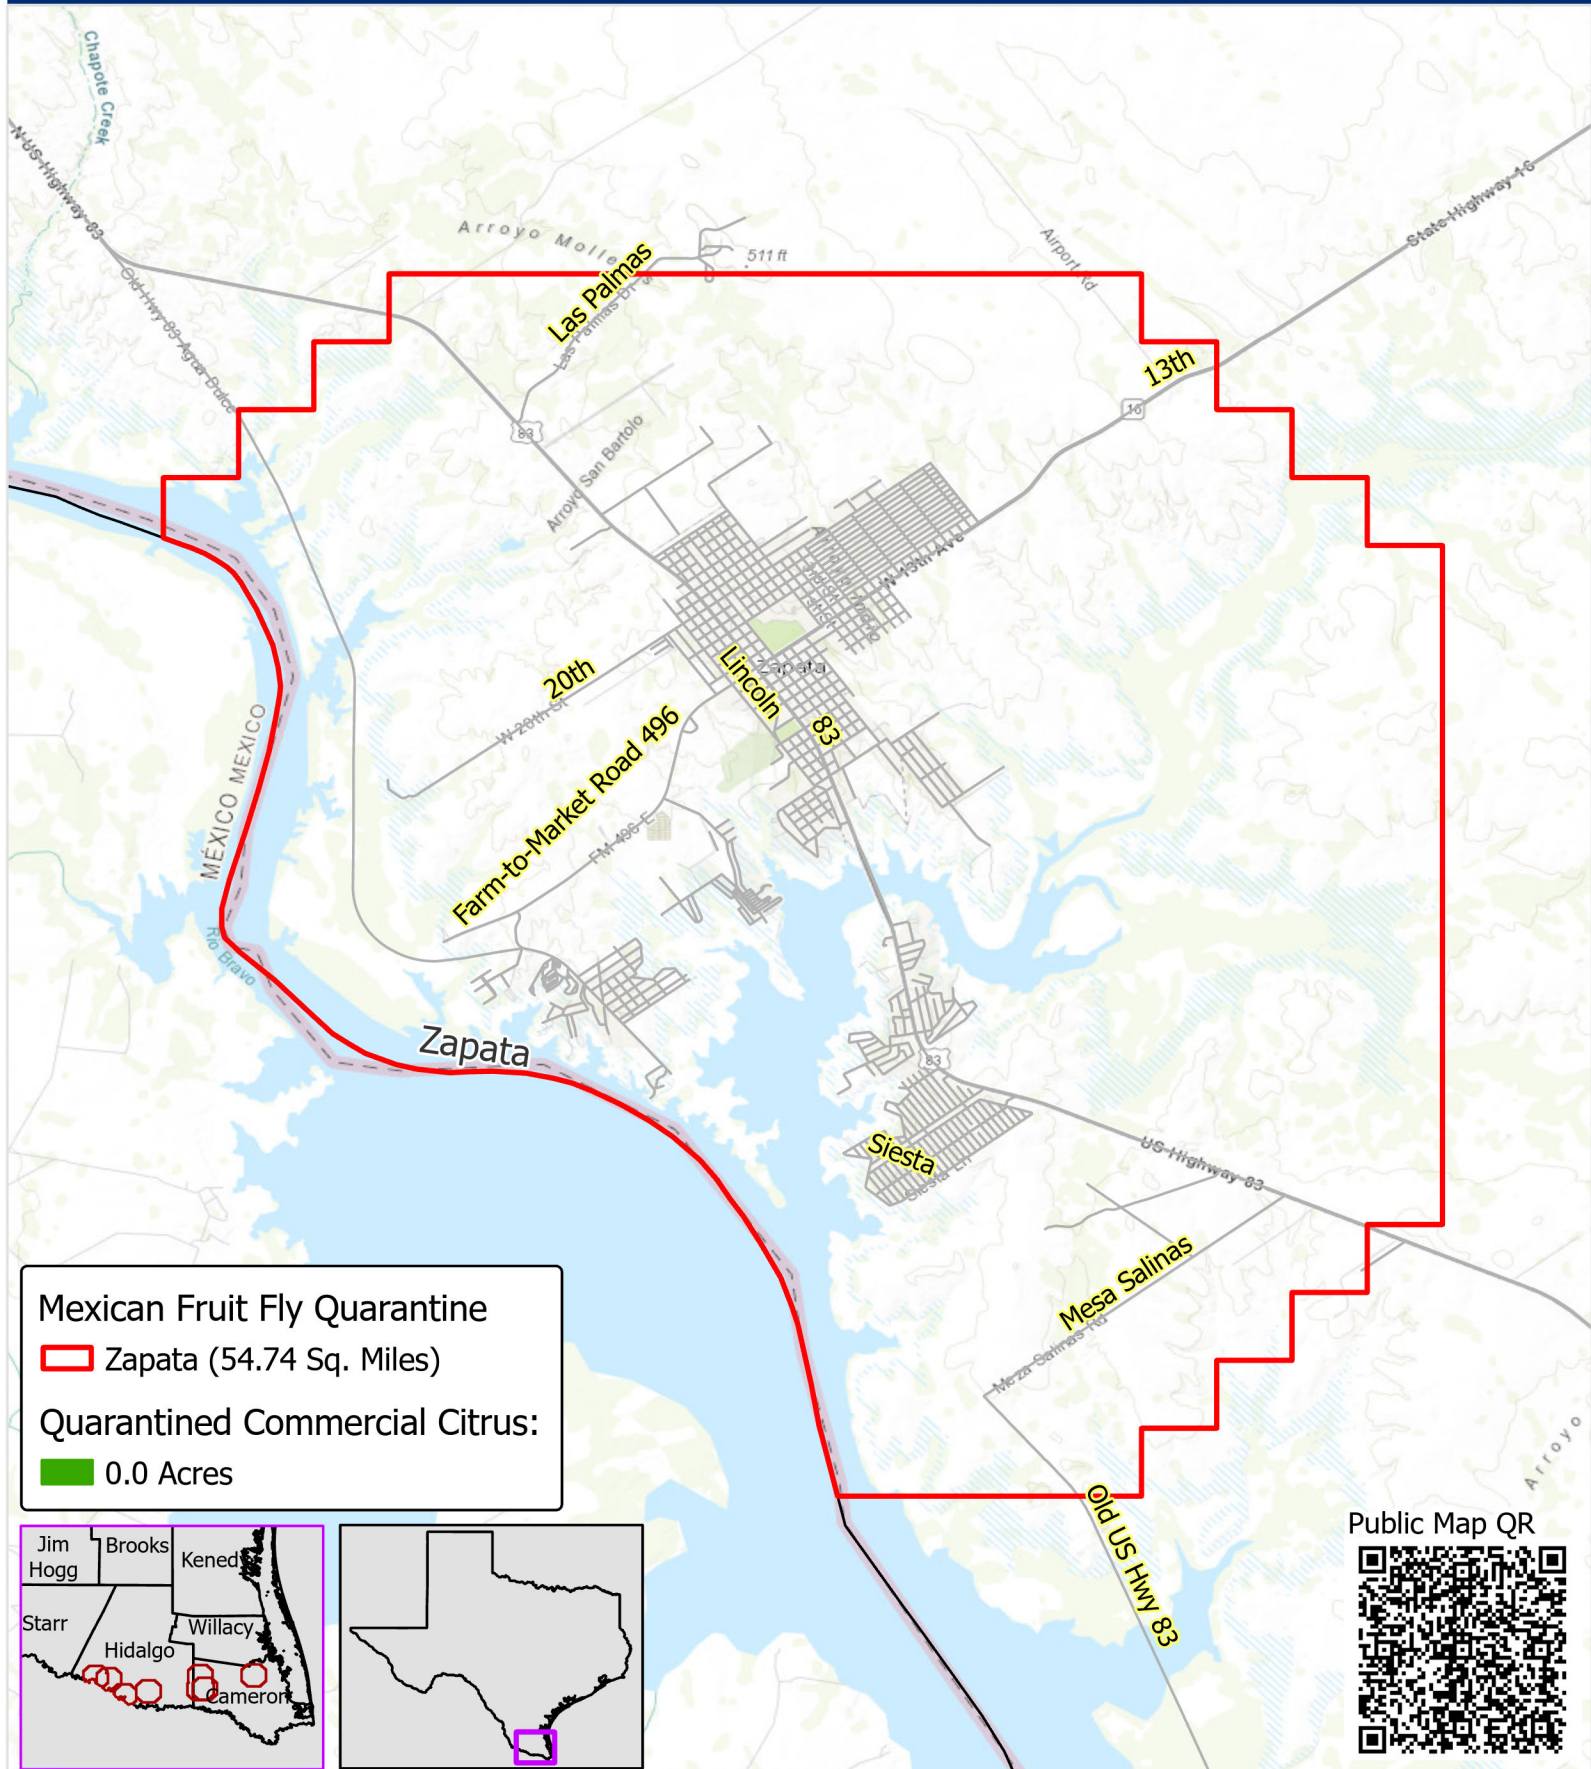 Chapote Creek
N US Highway 83
Arroyo Molle
Las Palmas
511 ft
Airport Rd
State Highway 16
Old Hwy 83 Agua Dulce
Las Palmas Dr
13th
16
83
Arroyo San Bartolo
W 13th Ave
20th
W 20th St
Lincoln
Zapata
83
Farm-to-Market Road 496
FM 496 E
MÉXICO MEXICO
Rio Bravo
Zapata
83
Siesta
Siesta Ln
US Highway 83
Mesa Salinas
Meza Salinas Rd
Mexican Fruit Fly Quarantine
Zapata (54.74 Sq. Miles)
Quarantined Commercial Citrus:
0.0 Acres
Arroyo
Old US Hwy 83
Public Map QR
Jim
Hogg
Brooks
Kenedy
Starr
Willacy
Hidalgo
Cameron